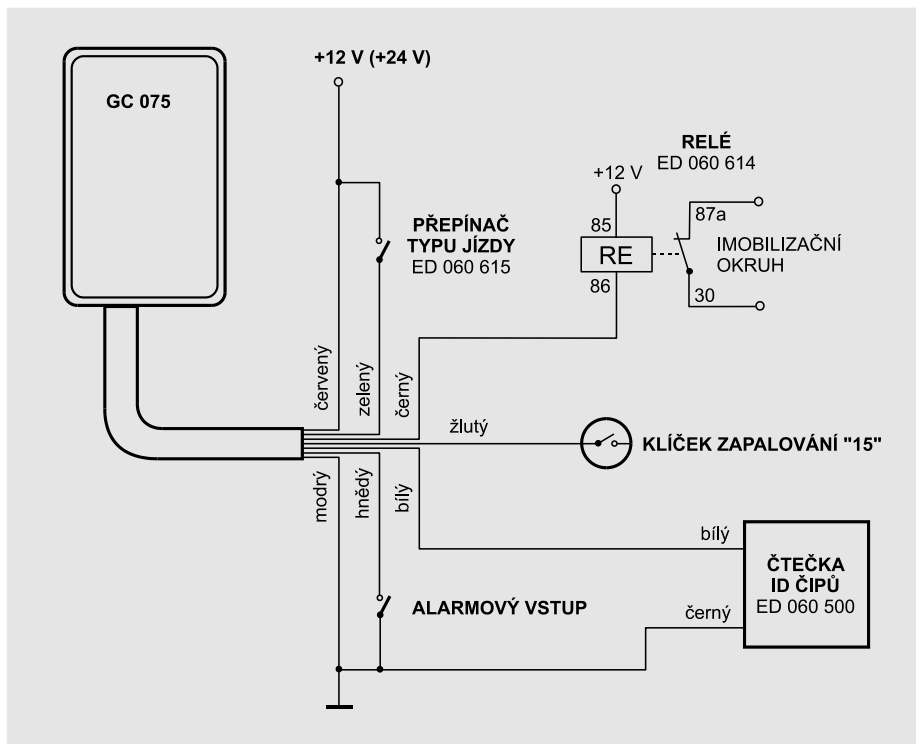 GC 075
+12 V (+24 V)
RELÉ
ED 060 614
+12 V
85
87a
PŘEPÍNAČ
TYPU JÍZDY
ED 060 615
RE
IMOBILIZAČNÍ
OKRUH
86
30
červený
zelený
černý
žlutý
KLÍČEK ZAPALOVÁNÍ "15"
modrý
hnědý
bílý
bílý
ČTEČKA
ID ČIPŮ
ED 060 500
ALARMOVÝ VSTUP
černý